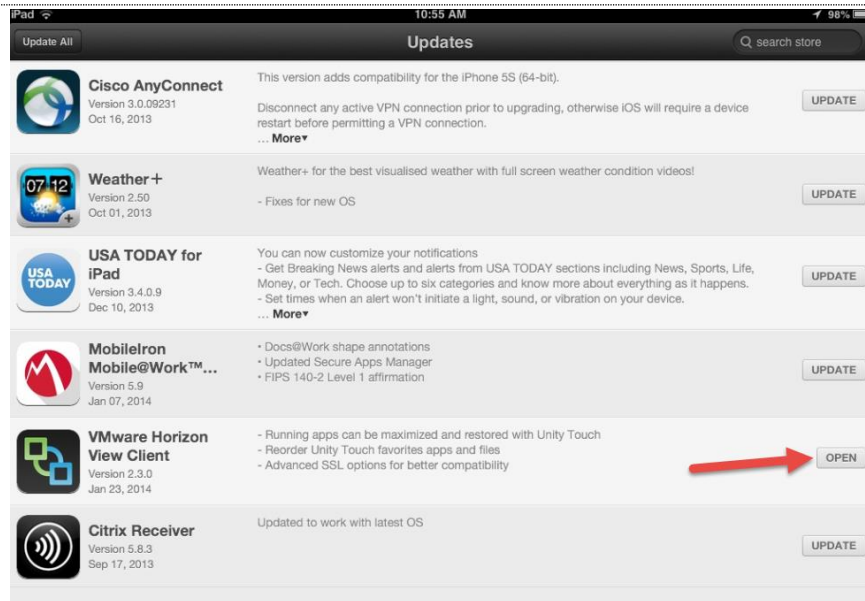 iPad 10:55 AM 98%
Update All Updates search store
Cisco AnyConnect
Version 3.0.09231
Oct 16, 2013
This version adds compatibility for the iPhone 5S (64-bit).
Disconnect any active VPN connection prior to upgrading, otherwise iOS will require a device
restart before permitting a VPN connection.
... More▾
UPDATE
07 12
Weather+
Version 2.50
Oct 01, 2013
Weather+ for the best visualised weather with full screen weather condition videos!
- Fixes for new OS
UPDATE
USA
TODAY
USA TODAY for
iPad
Version 3.4.0.9
Dec 10, 2013
You can now customize your notifications
- Get Breaking News alerts and alerts from USA TODAY sections including News, Sports, Life,
Money, or Tech. Choose up to six categories and know more about everything as it happens.
- Set times when an alert won't initiate a light, sound, or vibration on your device.
... More▾
UPDATE
MobileIron
Mobile@Work™...
Version 5.9
Jan 07, 2014
• Docs@Work shape annotations
• Updated Secure Apps Manager
• FIPS 140-2 Level 1 affirmation
UPDATE
VMware Horizon
View Client
Version 2.3.0
Jan 23, 2014
- Running apps can be maximized and restored with Unity Touch
- Reorder Unity Touch favorites apps and files
- Advanced SSL options for better compatibility
OPEN
Citrix Receiver
Version 5.8.3
Sep 17, 2013
Updated to work with latest OS
UPDATE